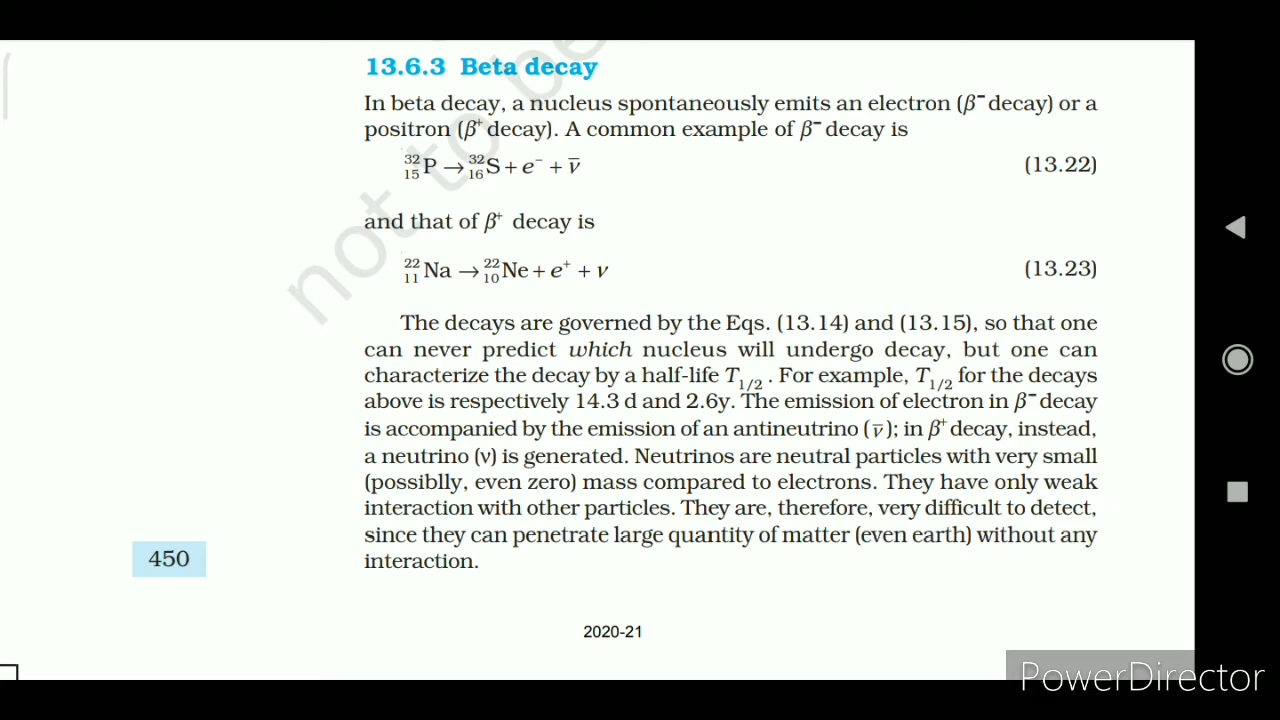 13.6.3 Beta decay
In beta decay, a nucleus spontaneously emits an electron (β⁻ decay) or a
positron (β⁺ decay). A common example of β⁻ decay is
³²₁₅P → ³²₁₆S + e⁻ + ν̄ (13.22)
and that of β⁺ decay is
²²₁₁Na → ²²₁₀Ne + e⁺ + ν (13.23)
The decays are governed by the Eqs. (13.14) and (13.15), so that one
can never predict which nucleus will undergo decay, but one can
characterize the decay by a half-life T₁/₂ . For example, T₁/₂ for the decays
above is respectively 14.3 d and 2.6y. The emission of electron in β⁻ decay
is accompanied by the emission of an antineutrino (ν̄); in β⁺ decay, instead,
a neutrino (ν) is generated. Neutrinos are neutral particles with very small
(possiblly, even zero) mass compared to electrons. They have only weak
interaction with other particles. They are, therefore, very difficult to detect,
since they can penetrate large quantity of matter (even earth) without any
interaction.
450
2020-21
not to be
PowerDirector